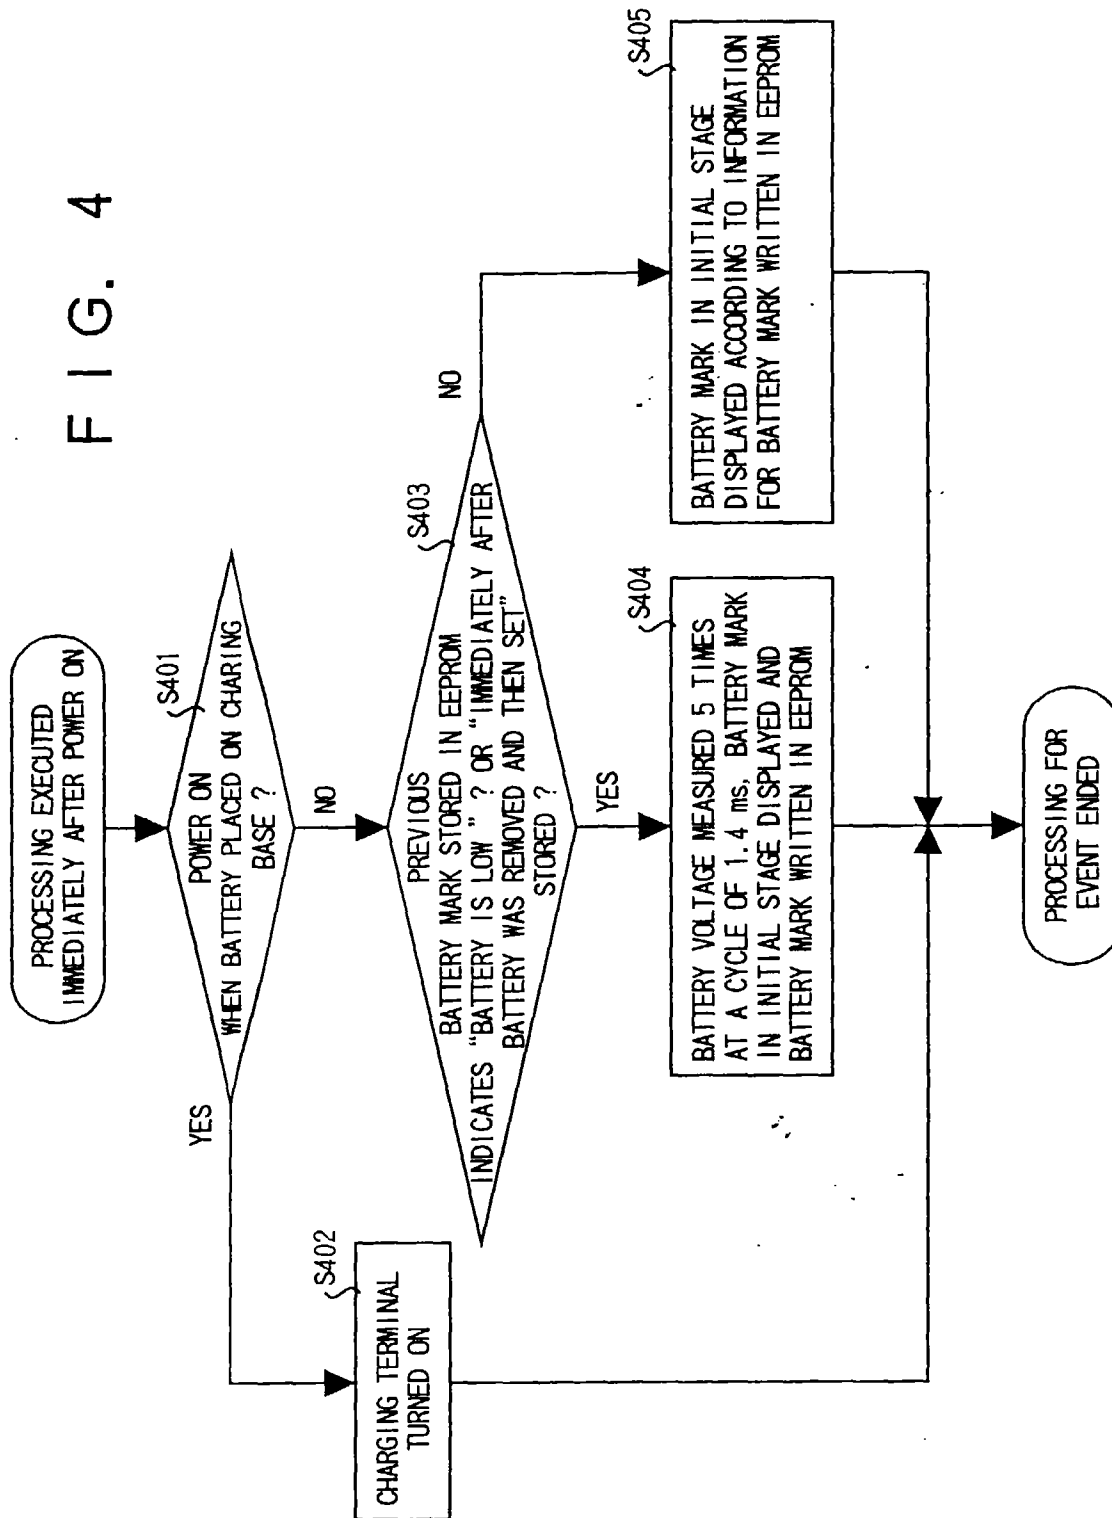 F I G. 4
PROCESSING EXECUTED
IMMEDIATELY AFTER POWER ON
S401
POWER ON
WHEN BATTERY PLACED ON CHARING
BASE ?
YES
NO
S402
CHARGING TERMINAL
TURNED ON
S403
PREVIOUS
BATTERY MARK STORED IN EEPROM
INDICATES "BATTERY IS LOW" ? OR "IMMEDIATELY AFTER
BATTERY WAS REMOVED AND THEN SET"
STORED ?
NO
YES
S404
BATTERY VOLTAGE MEASURED 5 TIMES
AT A CYCLE OF 1.4 ms, BATTERY MARK
IN INITIAL STAGE DISPLAYED AND
BATTERY MARK WRITTEN IN EEPROM
S405
BATTERY MARK IN INITIAL STAGE
DISPLAYED ACCORDING TO INFORMATION
FOR BATTERY MARK WRITTEN IN EEPROM
PROCESSING FOR
EVENT ENDED